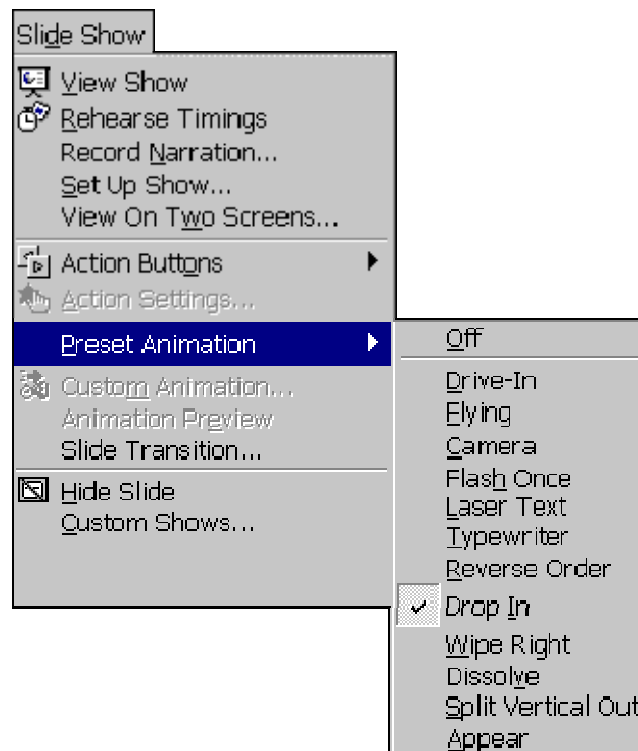 Slide Show
View Show
Rehearse Timings
Record Narration...
Set Up Show...
View On Two Screens...
Action Buttons
Action Settings...
Preset Animation
Custom Animation...
Animation Preview
Slide Transition...
Hide Slide
Custom Shows...
Off
Drive-In
Flying
Camera
Flash Once
Laser Text
Typewriter
Reverse Order
Drop In
Wipe Right
Dissolve
Split Vertical Out
Appear